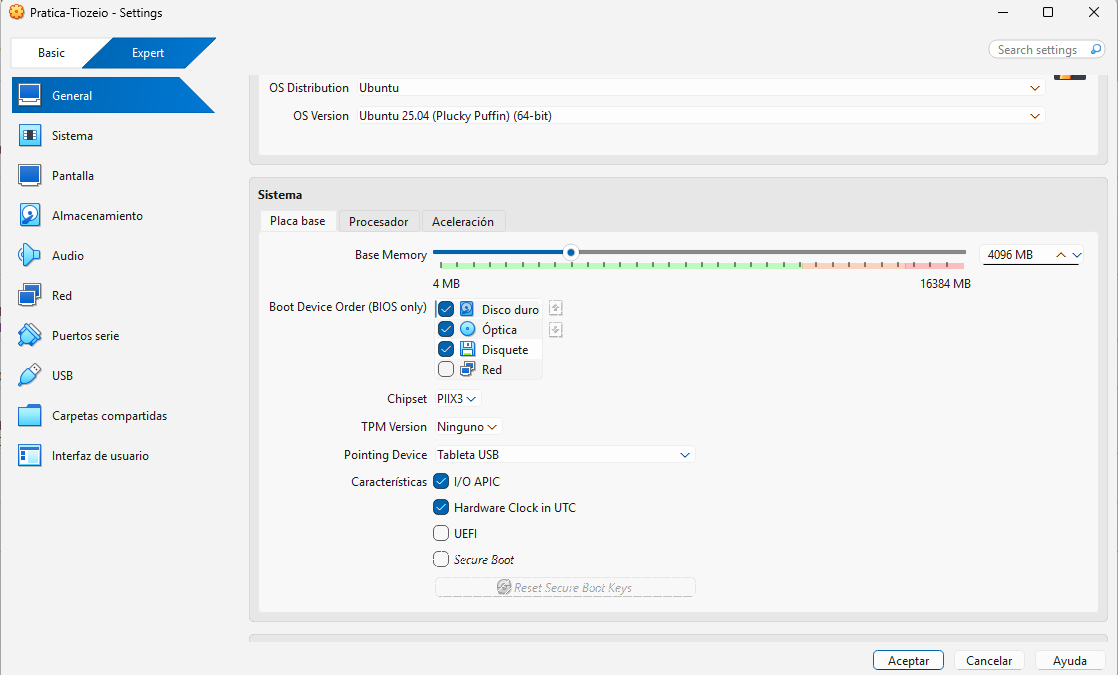 Pratica-Tiozeio - Settings
Basic
Expert
Search settings
General
Sistema
Pantalla
Almacenamiento
Audio
Red
Puertos serie
USB
Carpetas compartidas
Interfaz de usuario
OS Distribution Ubuntu
OS Version Ubuntu 25.04 (Plucky Puffin) (64-bit)
Sistema
Placa base Procesador Aceleración
Base Memory 4096 MB
4 MB 16384 MB
Boot Device Order (BIOS only) Disco duro
Óptica
Disquete
Red
Chipset PIIX3
TPM Version Ninguno
Pointing Device Tableta USB
Características I/O APIC
Hardware Clock in UTC
UEFI
Secure Boot
Reset Secure Boot Keys
Aceptar Cancelar Ayuda